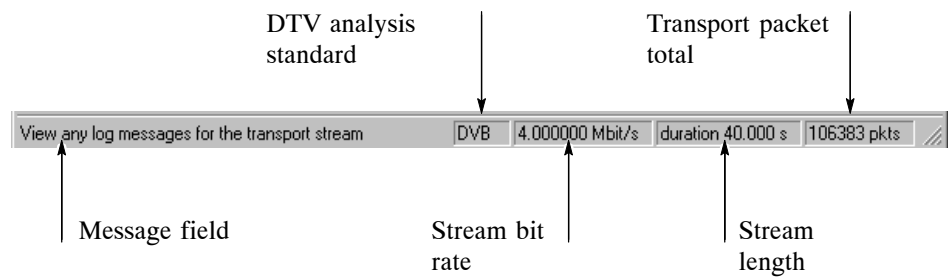 DTV analysis
standard
Transport packet
total
View any log messages for the transport stream
DVB
4.000000 Mbit/s
duration 40.000 s
106383 pkts
Message field
Stream bit
rate
Stream
length